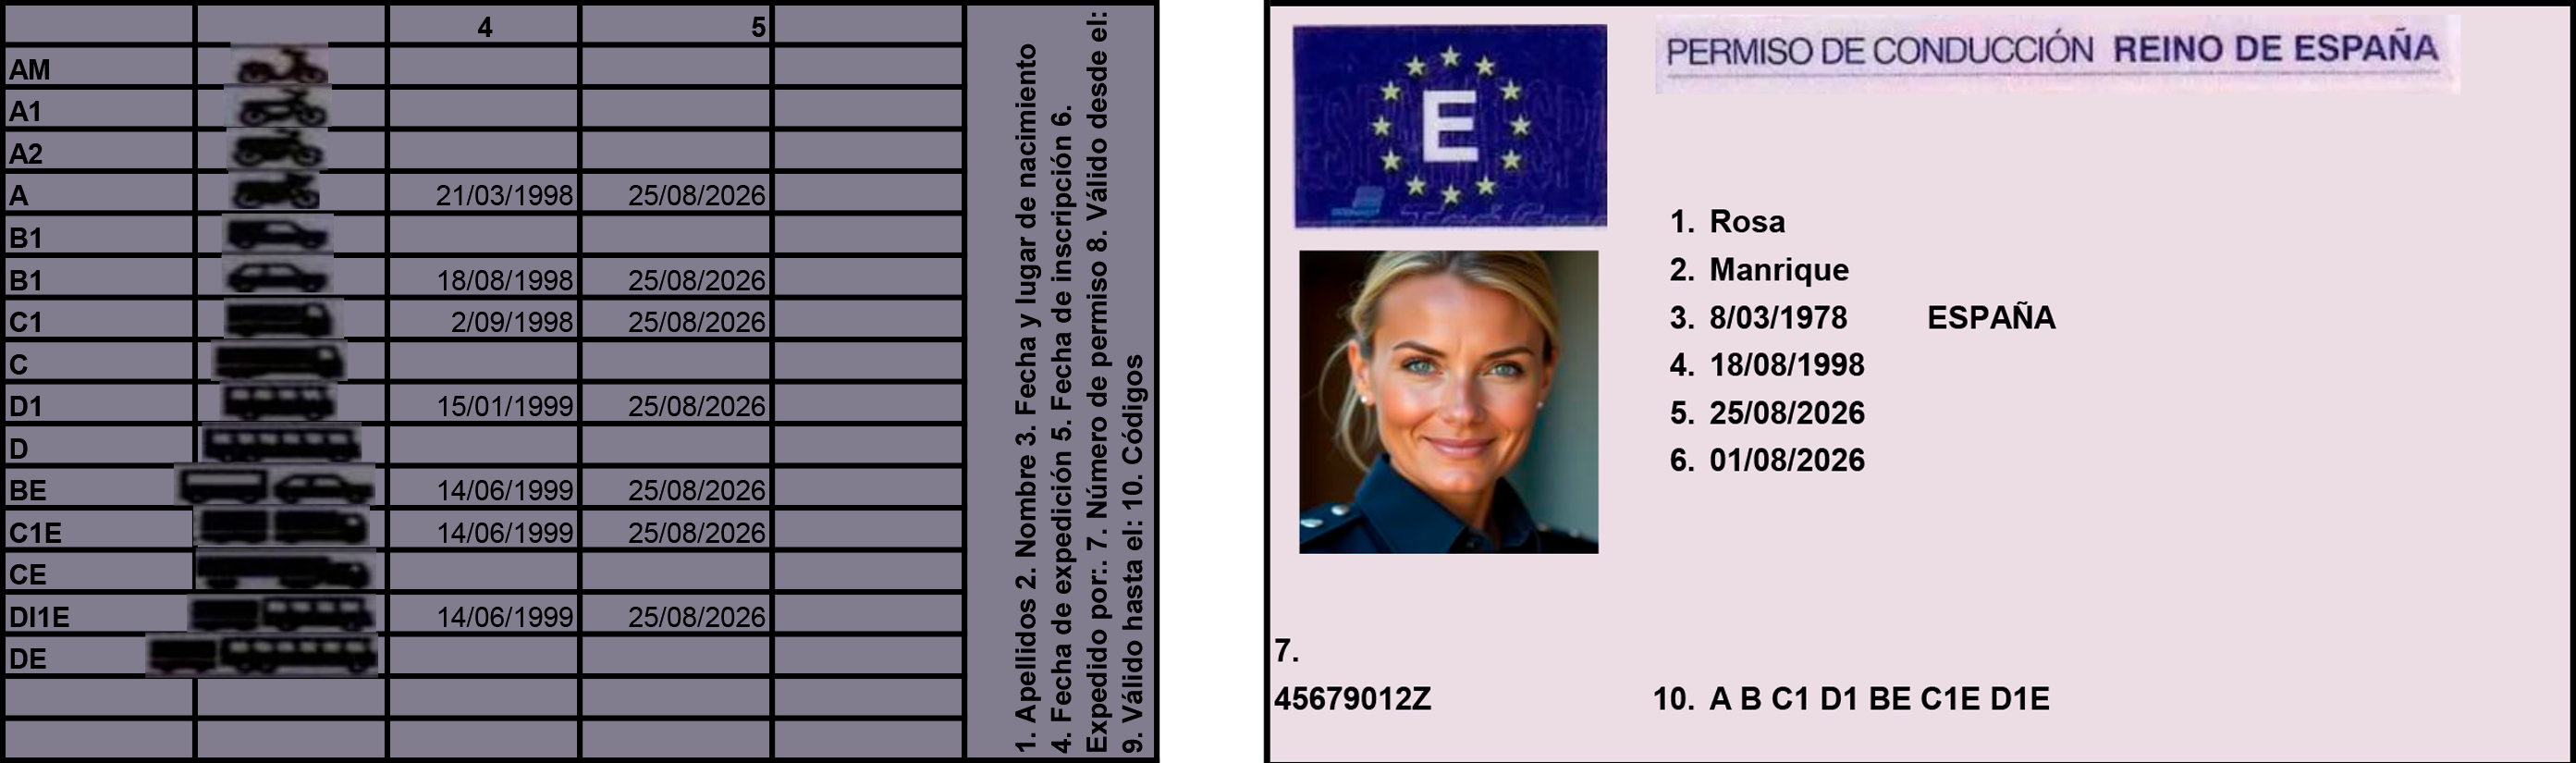 4 5
AM
A1
A2
A 21/03/1998 25/08/2026
B1
B1 18/08/1998 25/08/2026
C1 2/09/1998 25/08/2026
C
D1 15/01/1999 25/08/2026
D
BE 14/06/1999 25/08/2026
C1E 14/06/1999 25/08/2026
CE
DI1E 14/06/1999 25/08/2026
DE
1. Apellidos 2. Nombre 3. Fecha y lugar de nacimiento
4. Fecha de expedición 5. Fecha de inscripción 6.
Expedido por:. 7. Número de permiso 8. Válido desde el:
9. Válido hasta el: 10. Códigos
PERMISO DE CONDUCCIÓN REINO DE ESPAÑA
E
1. Rosa
2. Manrique
3. 8/03/1978 ESPAÑA
4. 18/08/1998
5. 25/08/2026
6. 01/08/2026
7.
45679012Z
10. A B C1 D1 BE C1E D1E